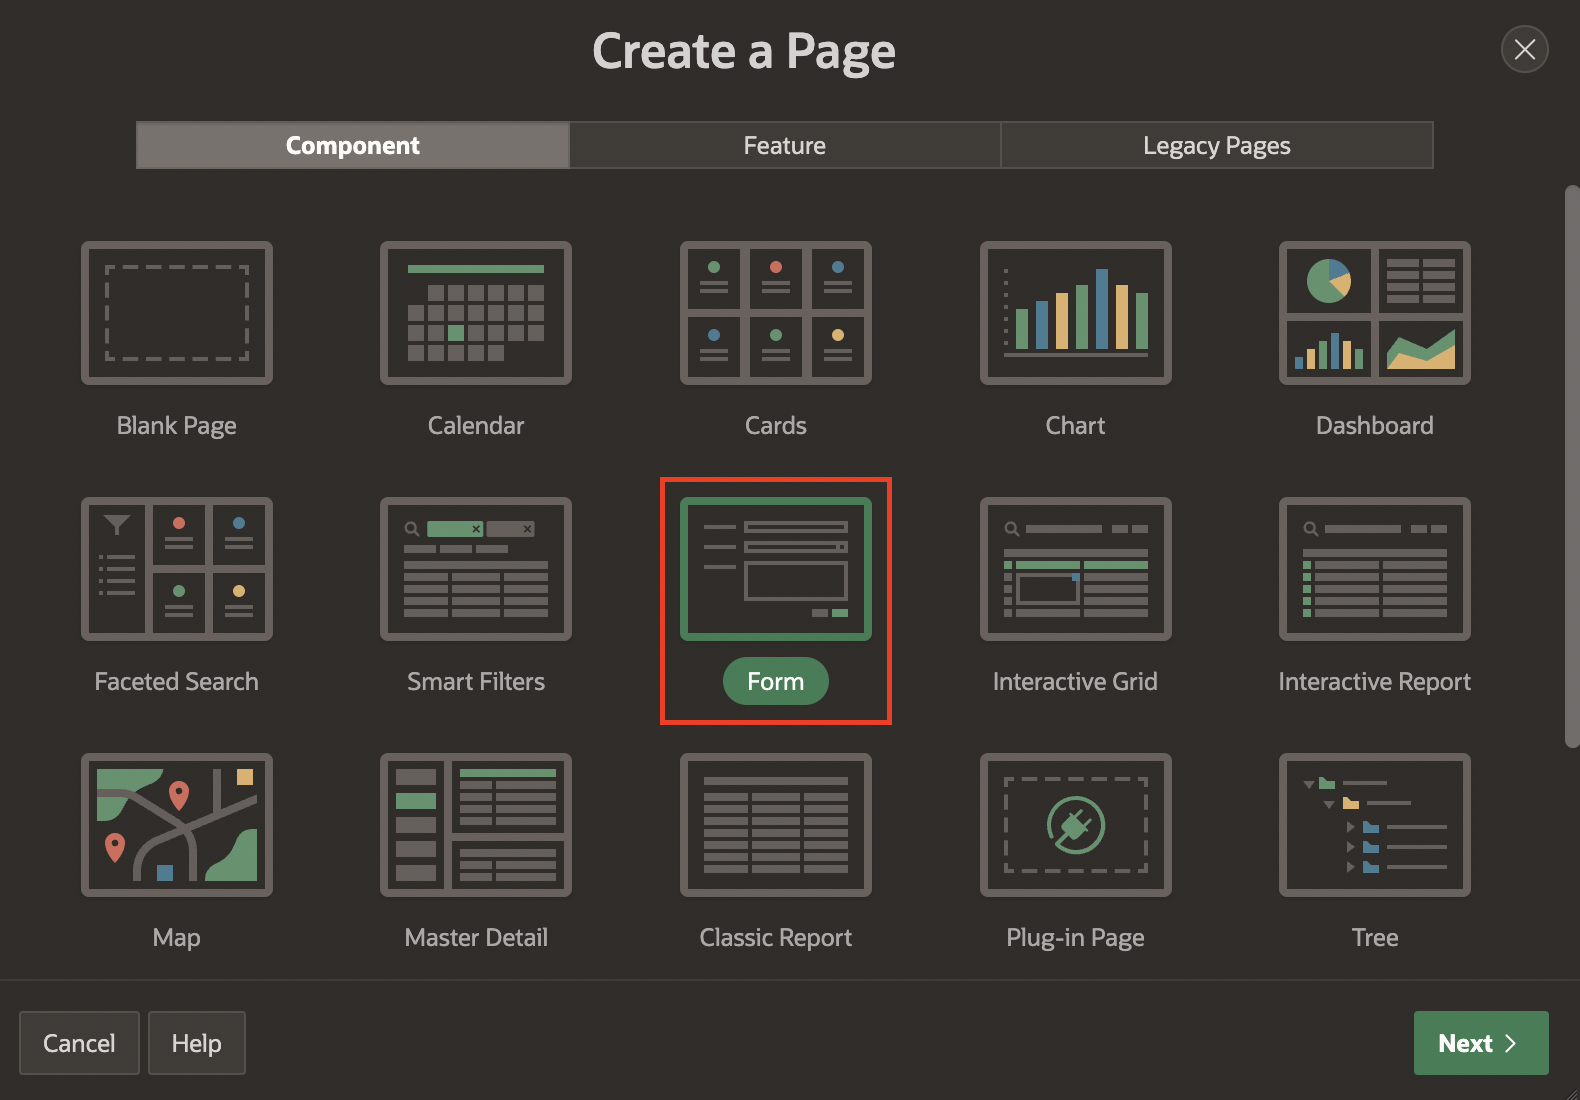 Create a Page
Component
Feature
Legacy Pages
Blank Page
Calendar
Cards
Chart
Dashboard
Faceted Search
Smart Filters
Form
Interactive Grid
Interactive Report
Map
Master Detail
Classic Report
Plug-in Page
Tree
Cancel
Help
Next